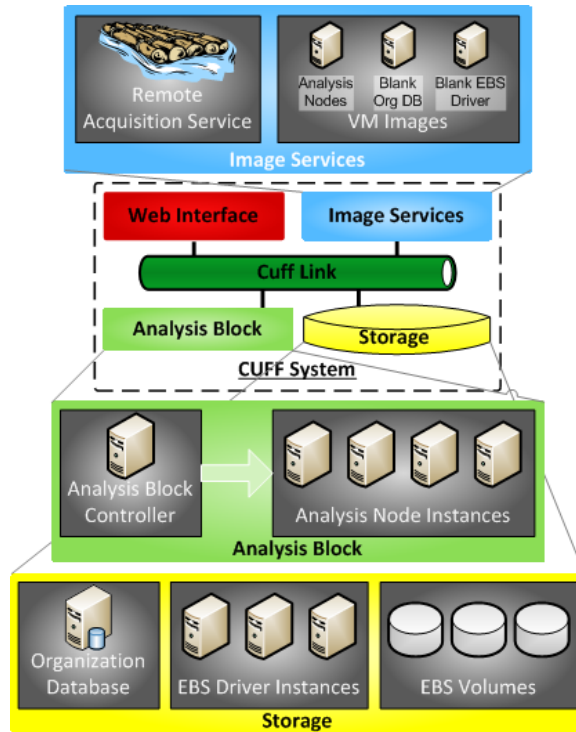 Remote
Acquisition Service
Analysis
Nodes
Blank
Org DB
Blank EBS
Driver
VM Images
Image Services
Web Interface
Image Services
Cuff Link
Analysis Block
Storage
CUFF System
Analysis Block
Controller
Analysis Node Instances
Analysis Block
Organization
Database
EBS Driver Instances
EBS Volumes
Storage